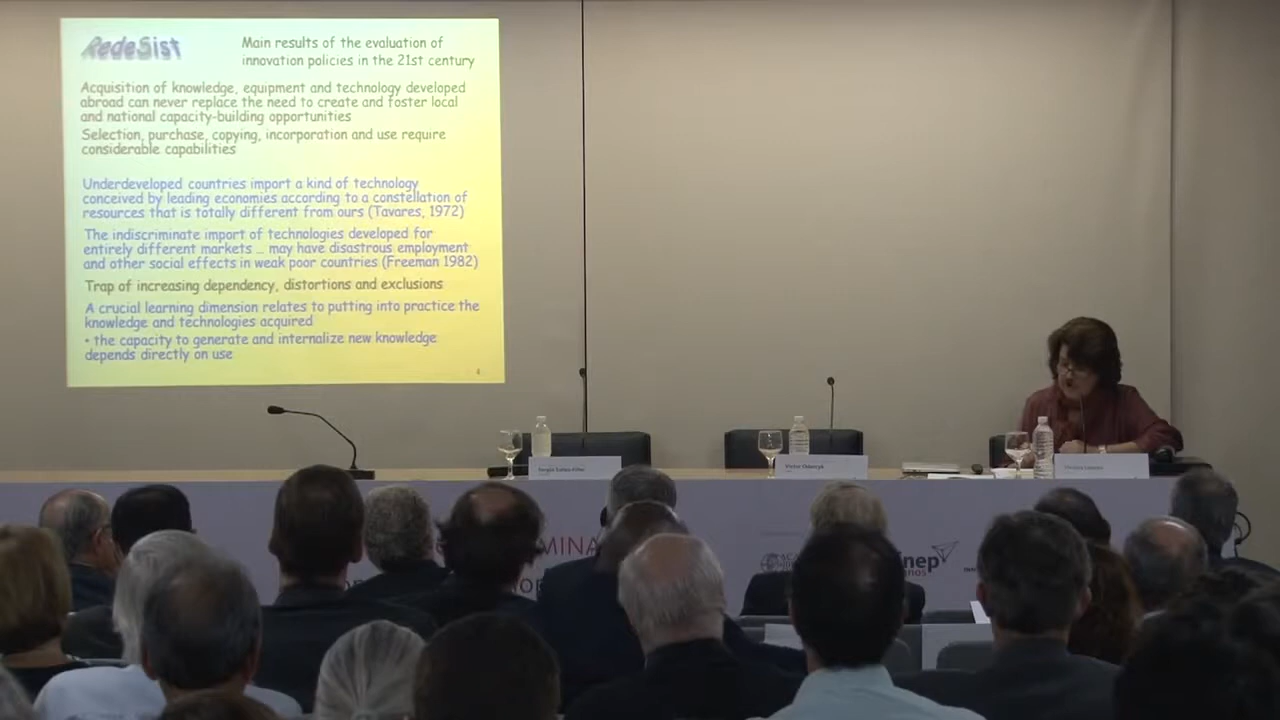 RedeSist
Main results of the evaluation of
innovation policies in the 21st century
Acquisition of knowledge, equipment and technology developed
abroad can never replace the need to create and foster local
and national capacity-building opportunities
Selection, purchase, copying, incorporation and use require
considerable capabilities
Underdeveloped countries import a kind of technology
conceived by leading economies according to a constellation of
resources that is totally different from ours (Tavares, 1972)
The indiscriminate import of technologies developed for
entirely different markets … may have disastrous employment
and other social effects in weak poor countries (Freeman 1982)
Trap of increasing dependency, distortions and exclusions
A crucial learning dimension relates to putting into practice the
knowledge and technologies acquired
• the capacity to generate and internalize new knowledge
depends directly on use
MINA
nep